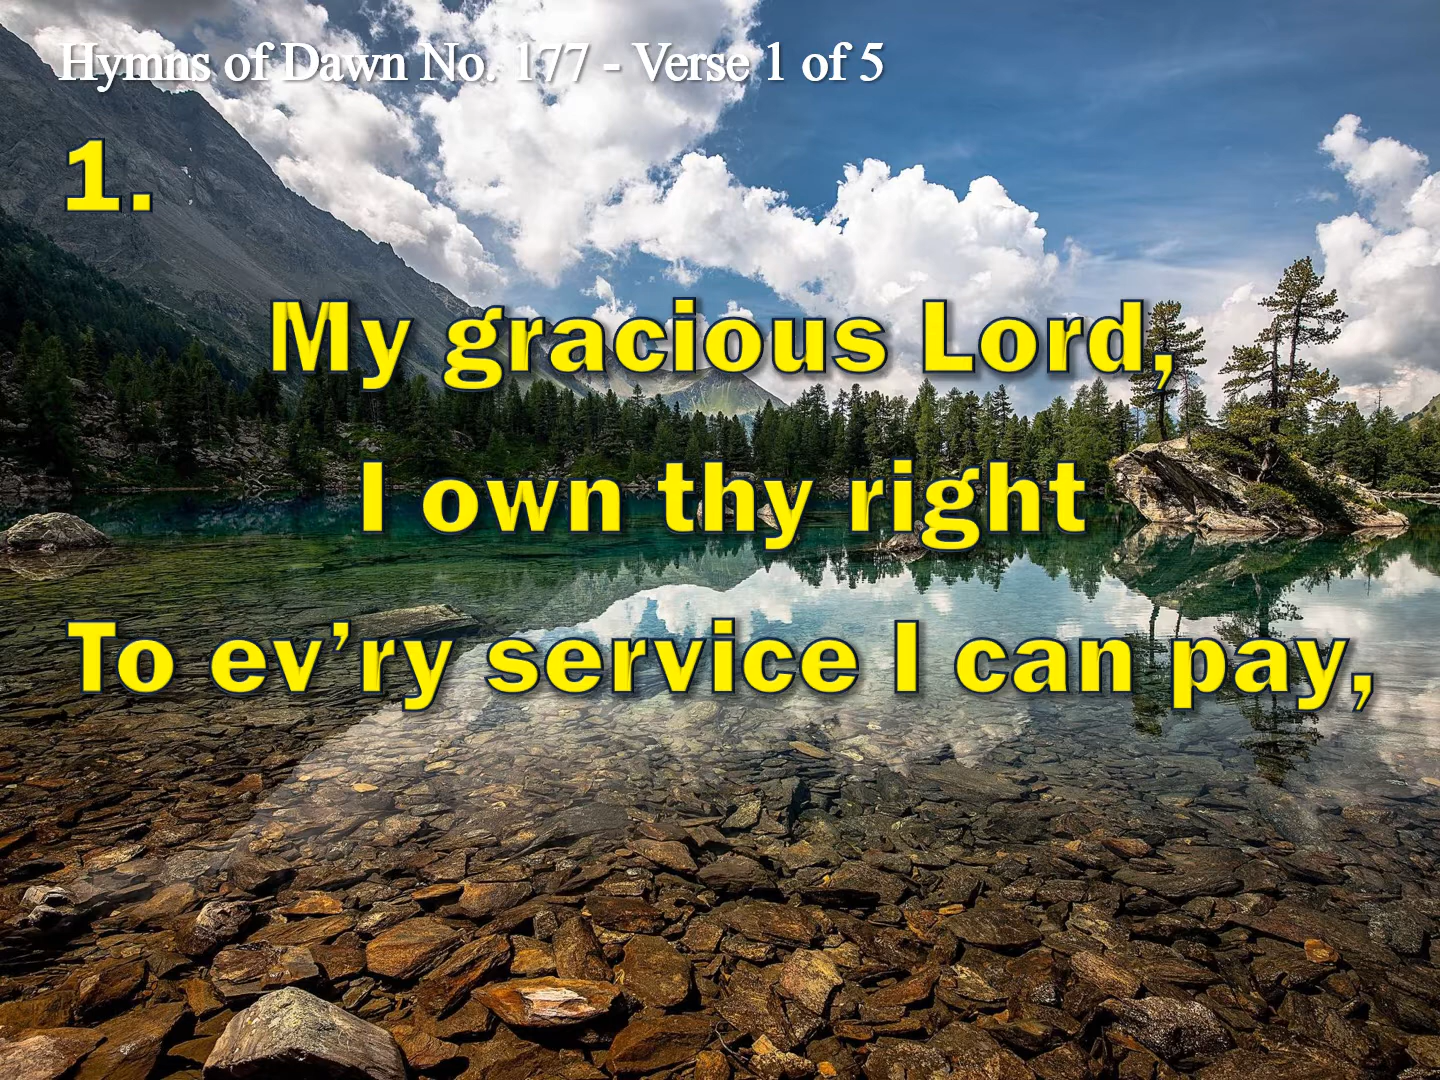 Hymns of Dawn No. 177 - Verse 1 of 5
1.
My gracious Lord,
I own thy right
To ev’ry service I can pay,